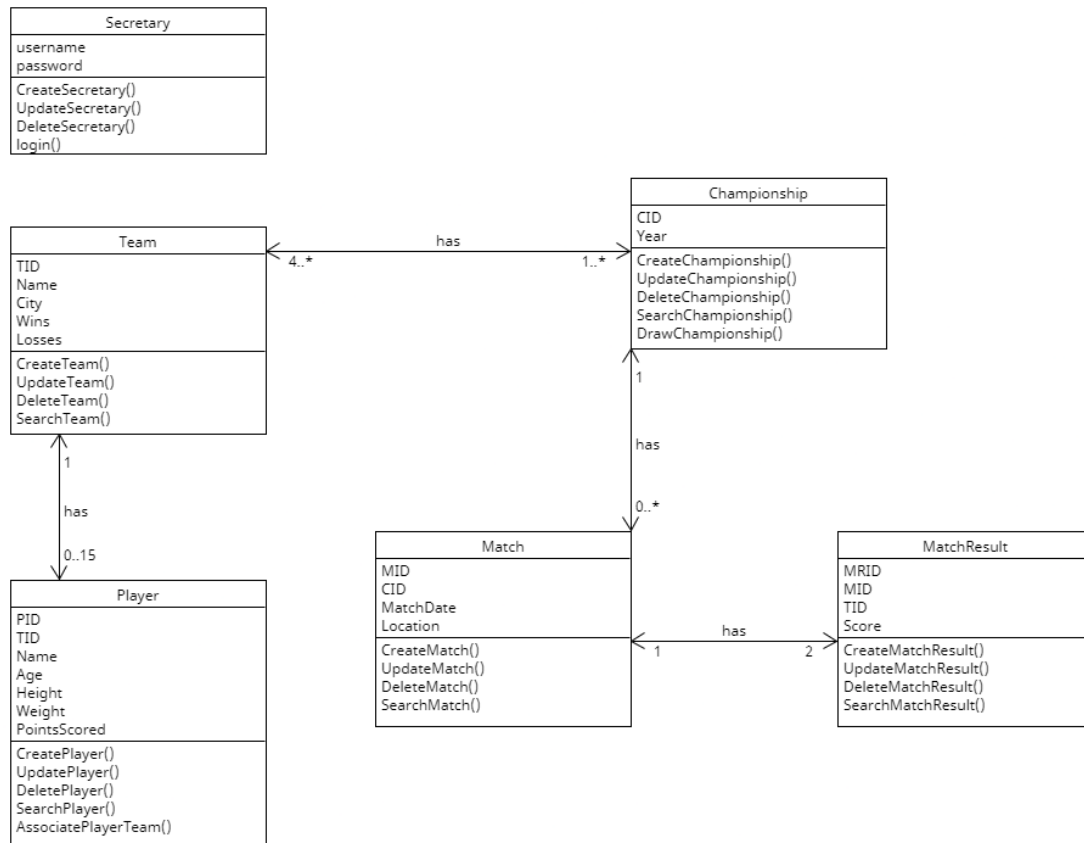 Secretary
username
password
CreateSecretary()
UpdateSecretary()
DeleteSecretary()
login()
Championship
CID
Year
CreateChampionship()
UpdateChampionship()
DeleteChampionship()
SearchChampionship()
DrawChampionship()
Team
TID
Name
City
Wins
Losses
CreateTeam()
UpdateTeam()
DeleteTeam()
SearchTeam()
has
4..*
1..*
1
has
0..15
1
has
0..*
Player
PID
TID
Name
Age
Height
Weight
PointsScored
CreatePlayer()
UpdatePlayer()
DeletePlayer()
SearchPlayer()
AssociatePlayerTeam()
Match
MID
CID
MatchDate
Location
CreateMatch()
UpdateMatch()
DeleteMatch()
SearchMatch()
has
1
2
MatchResult
MRID
MID
TID
Score
CreateMatchResult()
UpdateMatchResult()
DeleteMatchResult()
SearchMatchResult()